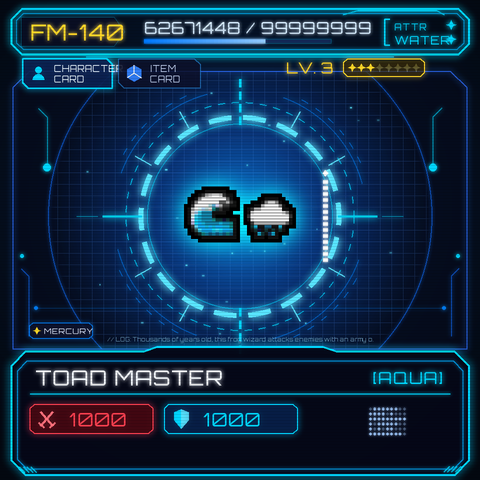 FM-140
62671448 / 99999999
ATTR
WATER
CHARACTER
CARD
ITEM
CARD
LV. 3
MERCURY
// LOG: Thousands of years old, this frog wizard attacks enemies with an army o
TOAD MASTER
[AQUA]
1000
1000